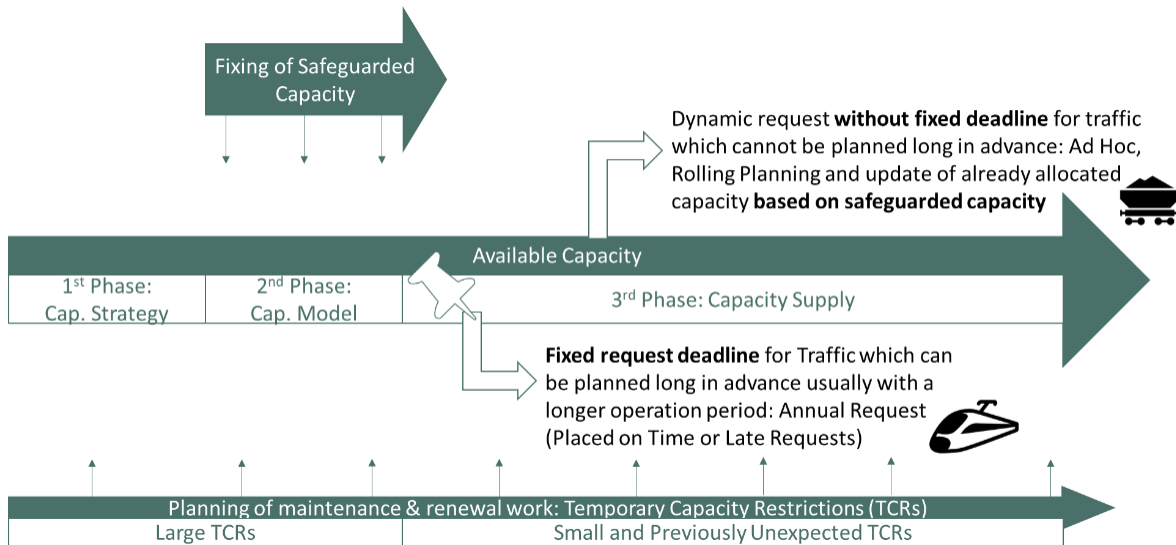 Fixing of Safeguarded
Capacity
Dynamic request without fixed deadline for traffic
which cannot be planned long in advance: Ad Hoc,
Rolling Planning and update of already allocated
capacity based on safeguarded capacity
Available Capacity
1st Phase:
Cap. Strategy
2nd Phase:
Cap. Model
3rd Phase: Capacity Supply
Fixed request deadline for Traffic which can
be planned long in advance usually with a
longer operation period: Annual Request
(Placed on Time or Late Requests)
Planning of maintenance & renewal work: Temporary Capacity Restrictions (TCRs)
Large TCRs
Small and Previously Unexpected TCRs